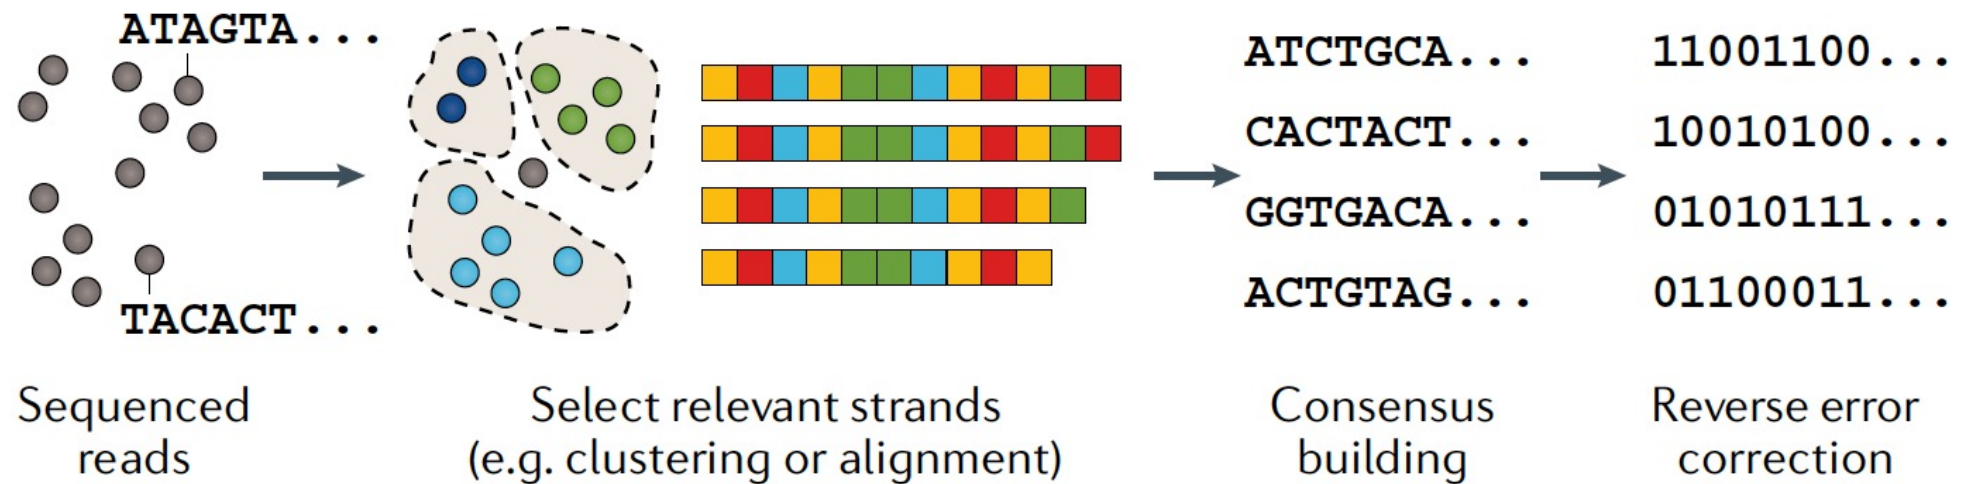 ATAGTA...
TACACT...
Sequenced
reads
Select relevant strands
(e.g. clustering or alignment)
ATCTGCA...
CACTACT...
GGTGACA...
ACTGTAG...
Consensus
building
11001100...
10010100...
01010111...
01100011...
Reverse error
correction